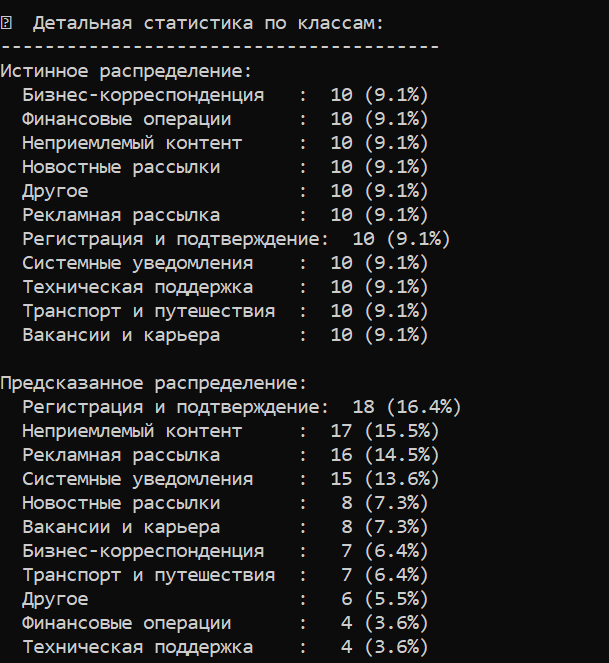 Детальная статистика по классам:
----------------------------------------
Истинное распределение:
Бизнес-корреспонденция : 10 (9.1%)
Финансовые операции : 10 (9.1%)
Неприемлемый контент : 10 (9.1%)
Новостные рассылки : 10 (9.1%)
Другое : 10 (9.1%)
Рекламная рассылка : 10 (9.1%)
Регистрация и подтверждение: 10 (9.1%)
Системные уведомления : 10 (9.1%)
Техническая поддержка : 10 (9.1%)
Транспорт и путешествия : 10 (9.1%)
Вакансии и карьера : 10 (9.1%)
Предсказанное распределение:
Регистрация и подтверждение: 18 (16.4%)
Неприемлемый контент : 17 (15.5%)
Рекламная рассылка : 16 (14.5%)
Системные уведомления : 15 (13.6%)
Новостные рассылки : 8 (7.3%)
Вакансии и карьера : 8 (7.3%)
Бизнес-корреспонденция : 7 (6.4%)
Транспорт и путешествия : 7 (6.4%)
Другое : 6 (5.5%)
Финансовые операции : 4 (3.6%)
Техническая поддержка : 4 (3.6%)